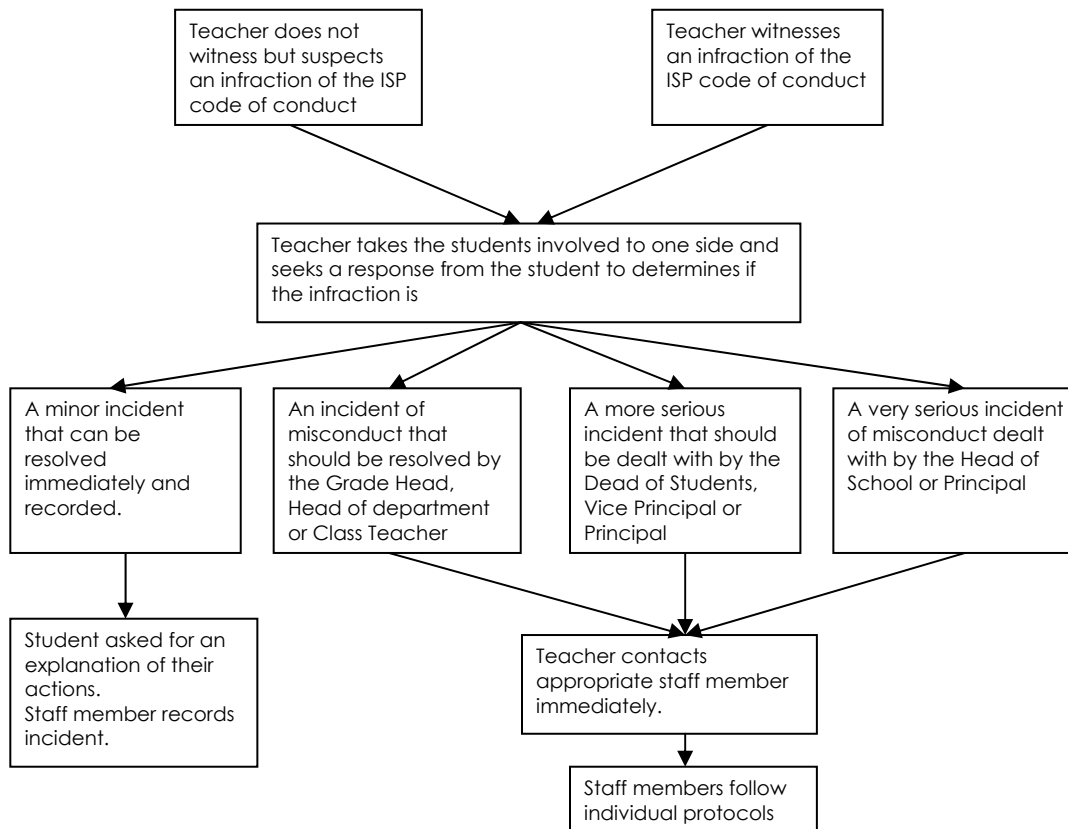 Teacher does not
witness but suspects
an infraction of the ISP
code of conduct
Teacher witnesses
an infraction of
the ISP code of
conduct
Teacher takes the students involved to one side and
seeks a response from the student to determines if
the infraction is
A minor incident
that can be
resolved
immediately and
recorded.
An incident of
misconduct that
should be resolved by
the Grade Head,
Head of department
or Class Teacher
A more serious
incident that should
be dealt with by the
Dead of Students,
Vice Principal or
Principal
A very serious incident
of misconduct dealt
with by the Head of
School or Principal
Student asked for an
explanation of their
actions.
Staff member records
incident.
Teacher contacts
appropriate staff member
immediately.
Staff members follow
individual protocols